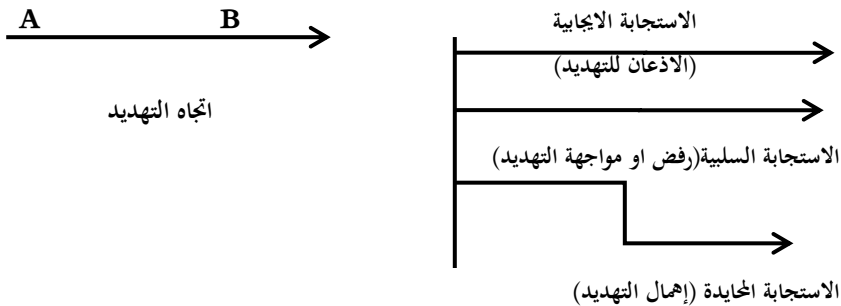 A B
اتجاه التهديد
الاستجابة الايجابية
(الاذعان للتهديد)
الاستجابة السلبية(رفض او مواجهة التهديد)
الاستجابة المحايدة (إهمال التهديد)